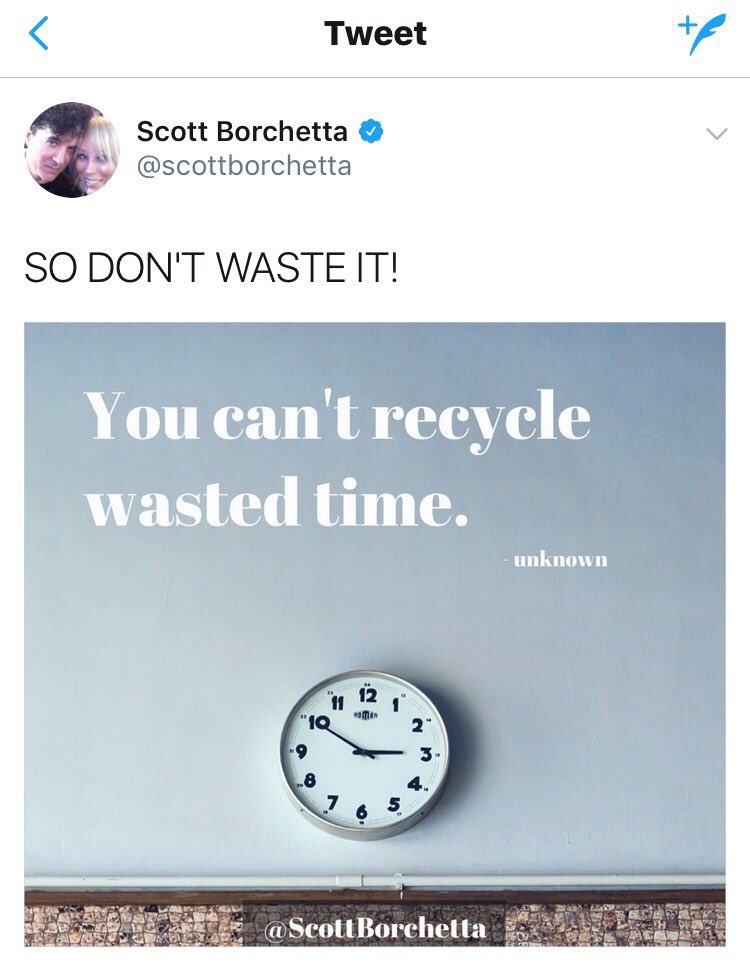 Tweet
Scott Borchetta
@scottborchetta
SO DON'T WASTE IT!
You can't recycle
wasted time.
- unknown
12
11
1
10
2
9
3
8
4
7
5
6
@ScottBorchetta